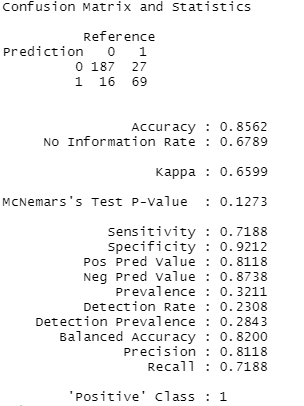 Confusion Matrix and Statistics
Reference
Prediction 0 1
0 187 27
1 16 69
Accuracy : 0.8562
No Information Rate : 0.6789
Kappa : 0.6599
McNemars's Test P-Value : 0.1273
Sensitivity : 0.7188
Specificity : 0.9212
Pos Pred Value : 0.8118
Neg Pred Value : 0.8738
Prevalence : 0.3211
Detection Rate : 0.2308
Detection Prevalence : 0.2843
Balanced Accuracy : 0.8200
Precision : 0.8118
Recall : 0.7188
'Positive' Class : 1